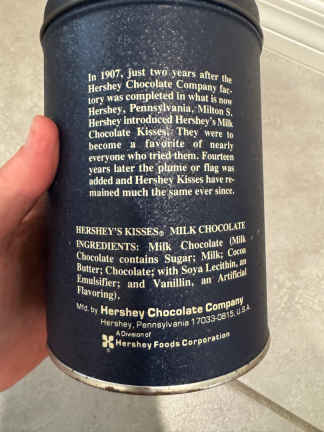 In 1907, just two years after the
Hershey Chocolate Company fac-
tory was completed in what is now
Hershey, Pennsylvania, Milton S.
Hershey introduced Hershey's Milk
Chocolate Kisses. They were to
become a favorite of nearly
everyone who tried them. Fourteen
years later the plume or flag was
added and Hershey Kisses have re-
mained much the same ever since.
HERSHEY'S KISSES® MILK CHOCOLATE
INGREDIENTS: Milk Chocolate (Milk
Chocolate contains Sugar; Milk; Cocoa
Butter; Chocolate; with Soya Lecithin, an
Emulsifier; and Vanillin, an Artificial
Flavoring).
Mfd. by Hershey Chocolate Company
Hershey, Pennsylvania 17033-0815, U.S.A.
A Division of
Hershey Foods Corporation